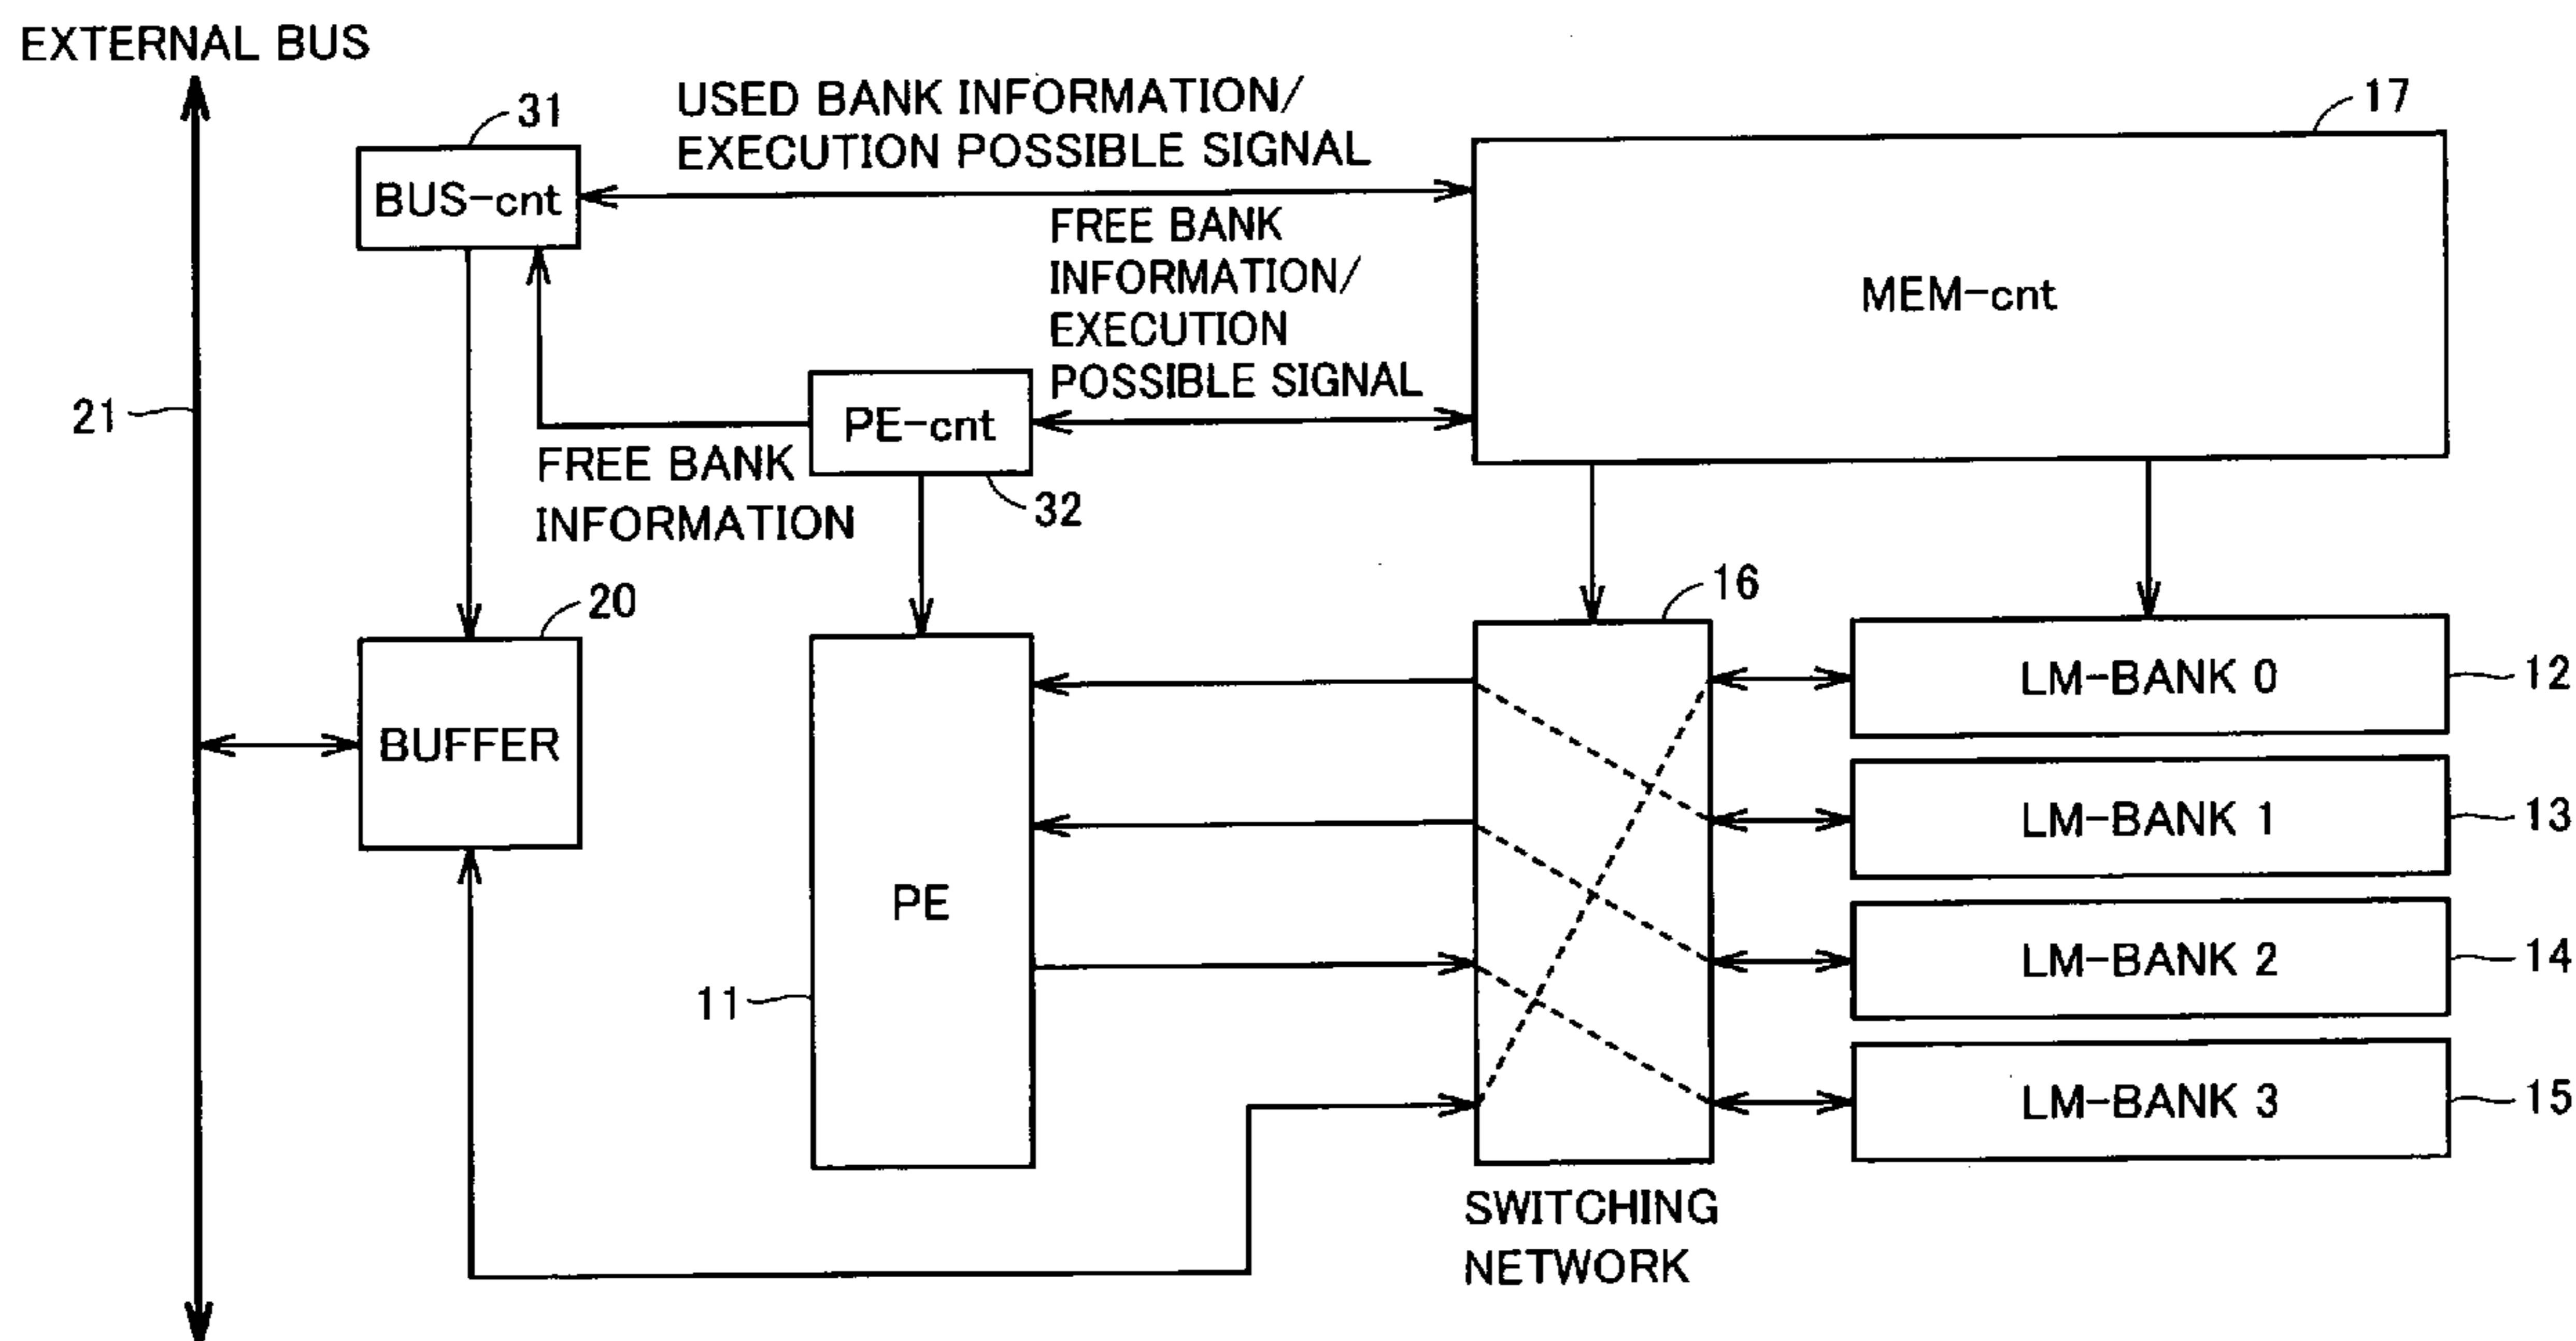 EXTERNAL BUS
31
USED BANK INFORMATION/
EXECUTION POSSIBLE SIGNAL
17
BUS-cnt
FREE BANK
INFORMATION/
EXECUTION
POSSIBLE SIGNAL
MEM-cnt
21
PE-cnt
FREE BANK
INFORMATION
32
20
16
BUFFER
LM-BANK 0
12
LM-BANK 1
13
PE
LM-BANK 2
14
11
LM-BANK 3
15
SWITCHING
NETWORK